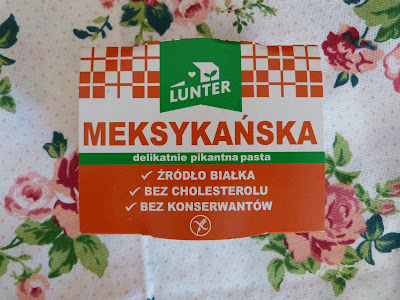 LUNTER
MEKSYKAŃSKA
delikatnie pikantna pasta
✓ ŹRÓDŁO BIAŁKA
✓ BEZ CHOLESTEROLU
✓ BEZ KONSERWANTÓW